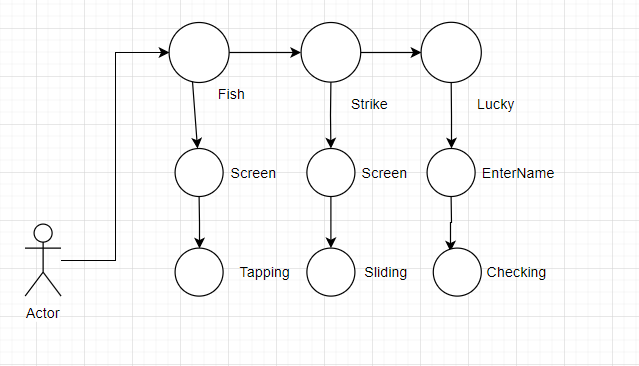 Fish
Strike
Lucky
Screen
Screen
EnterName
Tapping
Sliding
Checking
Actor